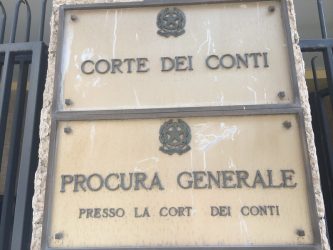 CORTE DEI CONTI
PROCURA GENERALE
PRESSO LA CORT DEI CONTI